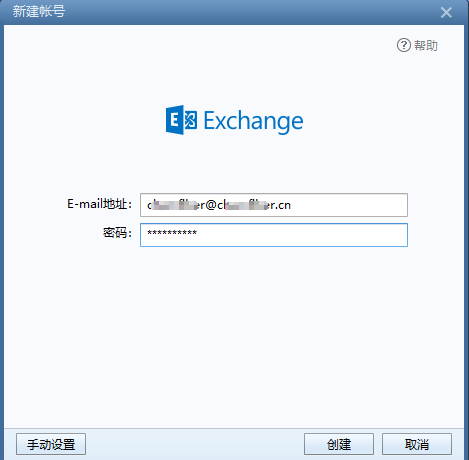 新建帐号
帮助
Exchange
E-mail地址:
密码: **********
手动设置 创建 取消